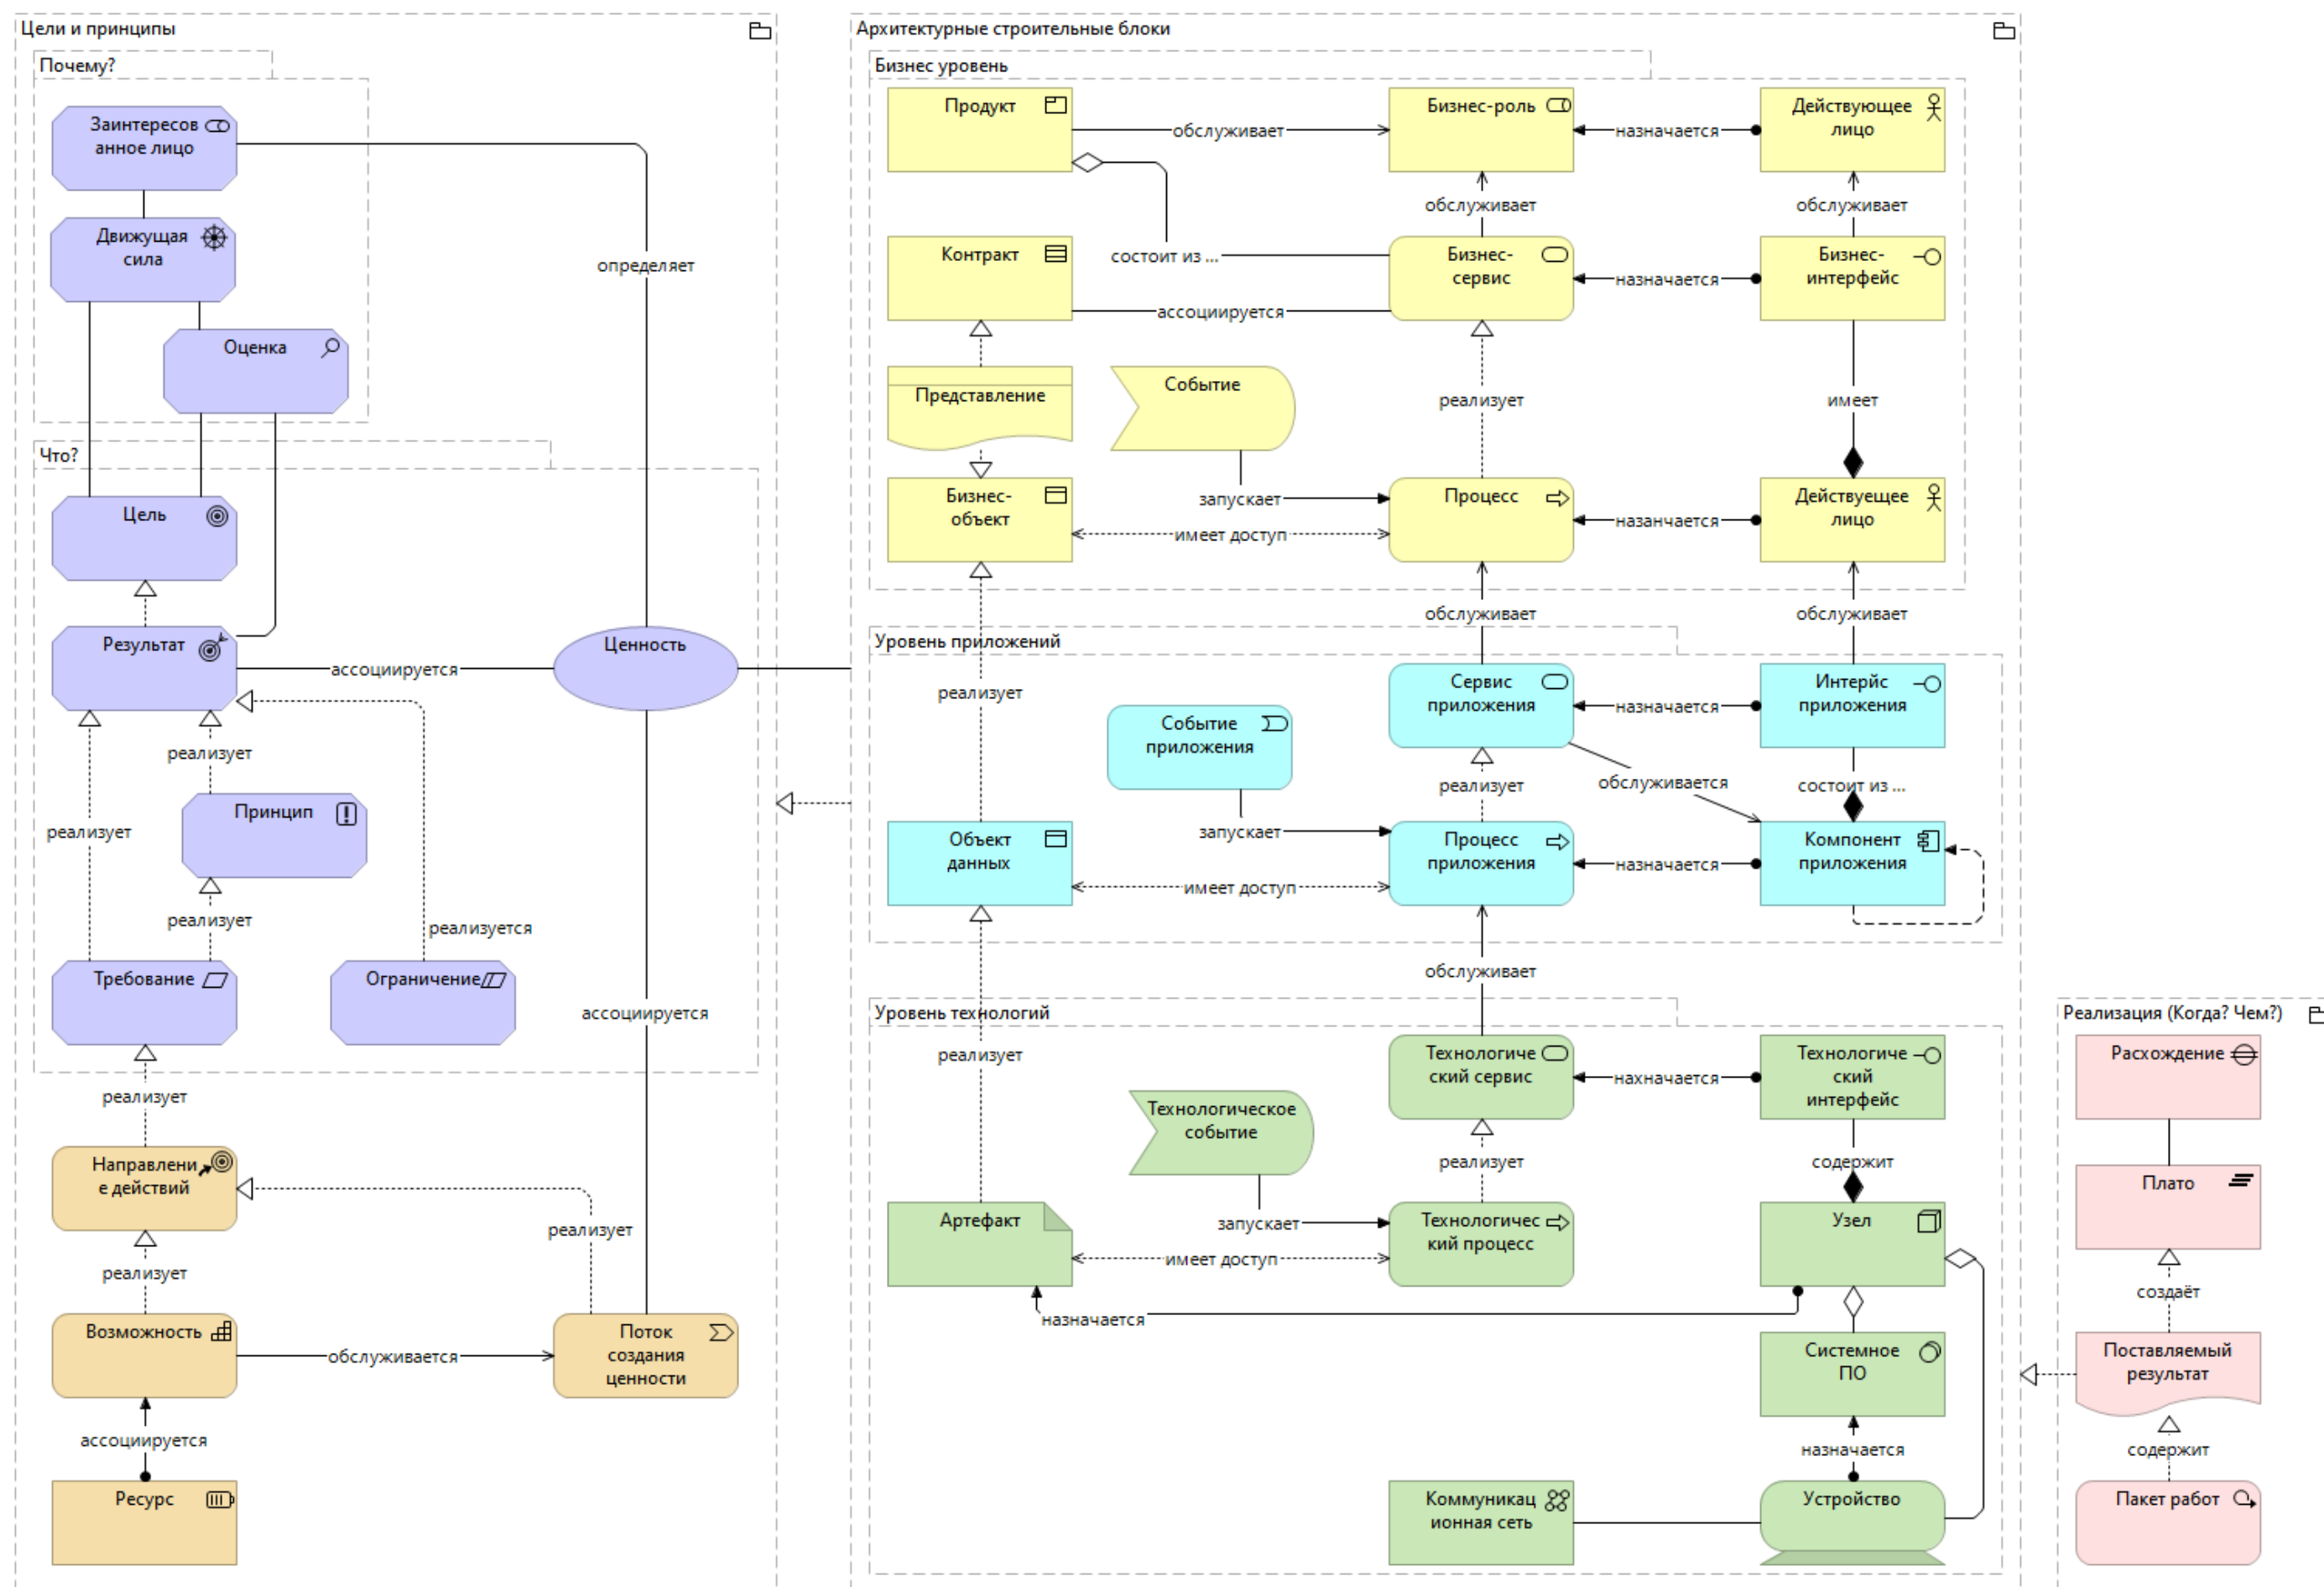 Цели и принципы
Почему?
Заинтересов
анное лицо
Движущая
сила
Оценка
определяет
Что?
Цель
Результат
ассоциируется
Ценность
реализует
Принцип
реализует
реализует
реализуется
Требование
Ограничение
ассоциируется
реализует
Направлени
е действий
реализует
реализует
Возможность
обслуживается
Поток
создания
ценности
ассоциируется
Ресурс
Архитектурные строительные блоки
Бизнес уровень
Продукт
обслуживает
Бизнес-роль
назначается
Действующее
лицо
обслуживает
обслуживает
Контракт
состоит из ...
Бизнес-
сервис
назначается
Бизнес-
интерфейс
ассоциируется
Представление
Событие
реализует
имеет
Бизнес-
объект
запускает
имеет доступ
Процесс
назанчается
Действуещее
лицо
обслуживает
обслуживает
Уровень приложений
реализует
Событие
приложения
Сервис
приложения
назначается
Интерйс
приложения
реализует
обслуживается
состоит из ...
Объект
данных
запускает
имеет доступ
Процесс
приложения
назначается
Компонент
приложения
обслуживает
Уровень технологий
реализует
Технологическое
событие
Технологиче
ский сервис
нахначается
Технологиче
ский
интерфейс
реализует
содержит
Артефакт
запускает
имеет доступ
Технологичес
кий процесс
Узел
назначается
Системное
ПО
назначается
Коммуникац
ионная сеть
Устройство
Реализация (Когда? Чем?)
Расхождение
Плато
создаёт
Поставляемый
результат
содержит
Пакет работ